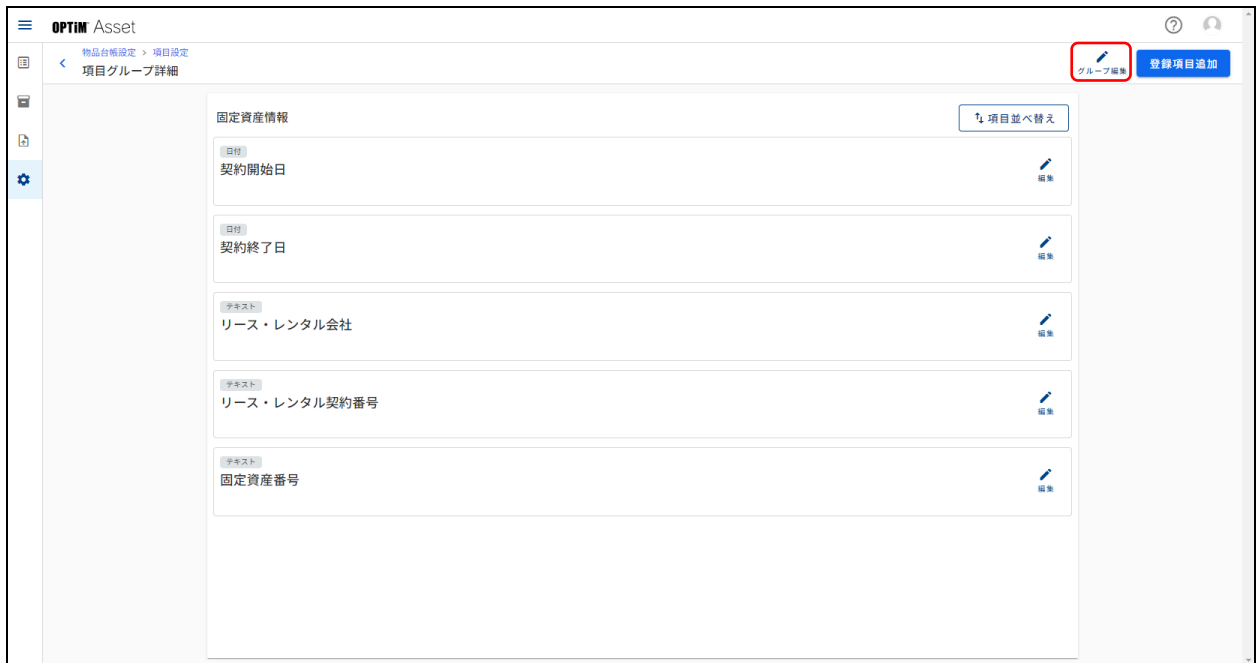 OPTiM Asset
物品台帳設定 > 項目設定
項目グループ詳細
グループ編集
登録項目追加
固定資産情報
項目並べ替え
日付
契約開始日
編集
日付
契約終了日
編集
テキスト
リース・レンタル会社
編集
テキスト
リース・レンタル契約番号
編集
テキスト
固定資産番号
編集